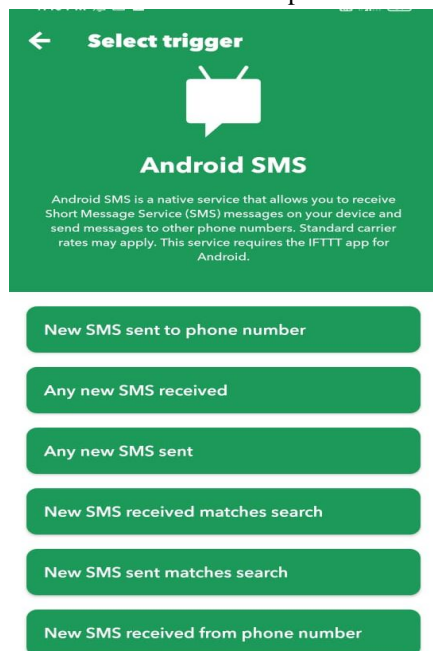 Select trigger
Android SMS
Android SMS is a native service that allows you to receive
Short Message Service (SMS) messages on your device and
send messages to other phone numbers. Standard carrier
rates may apply. This service requires the IFTTT app for
Android.
New SMS sent to phone number
Any new SMS received
Any new SMS sent
New SMS received matches search
New SMS sent matches search
New SMS received from phone number